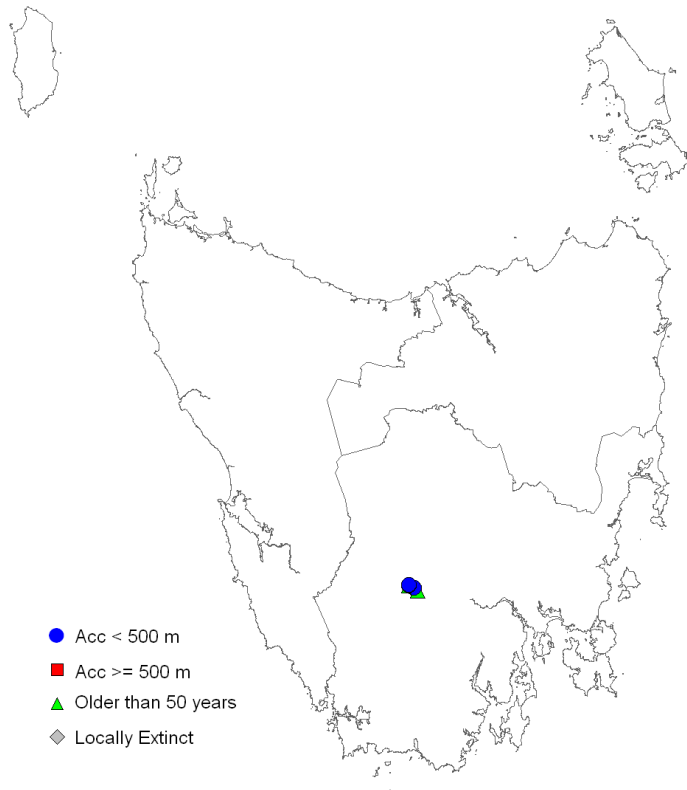 Acc < 500 m
Acc >= 500 m
Older than 50 years
Locally Extinct